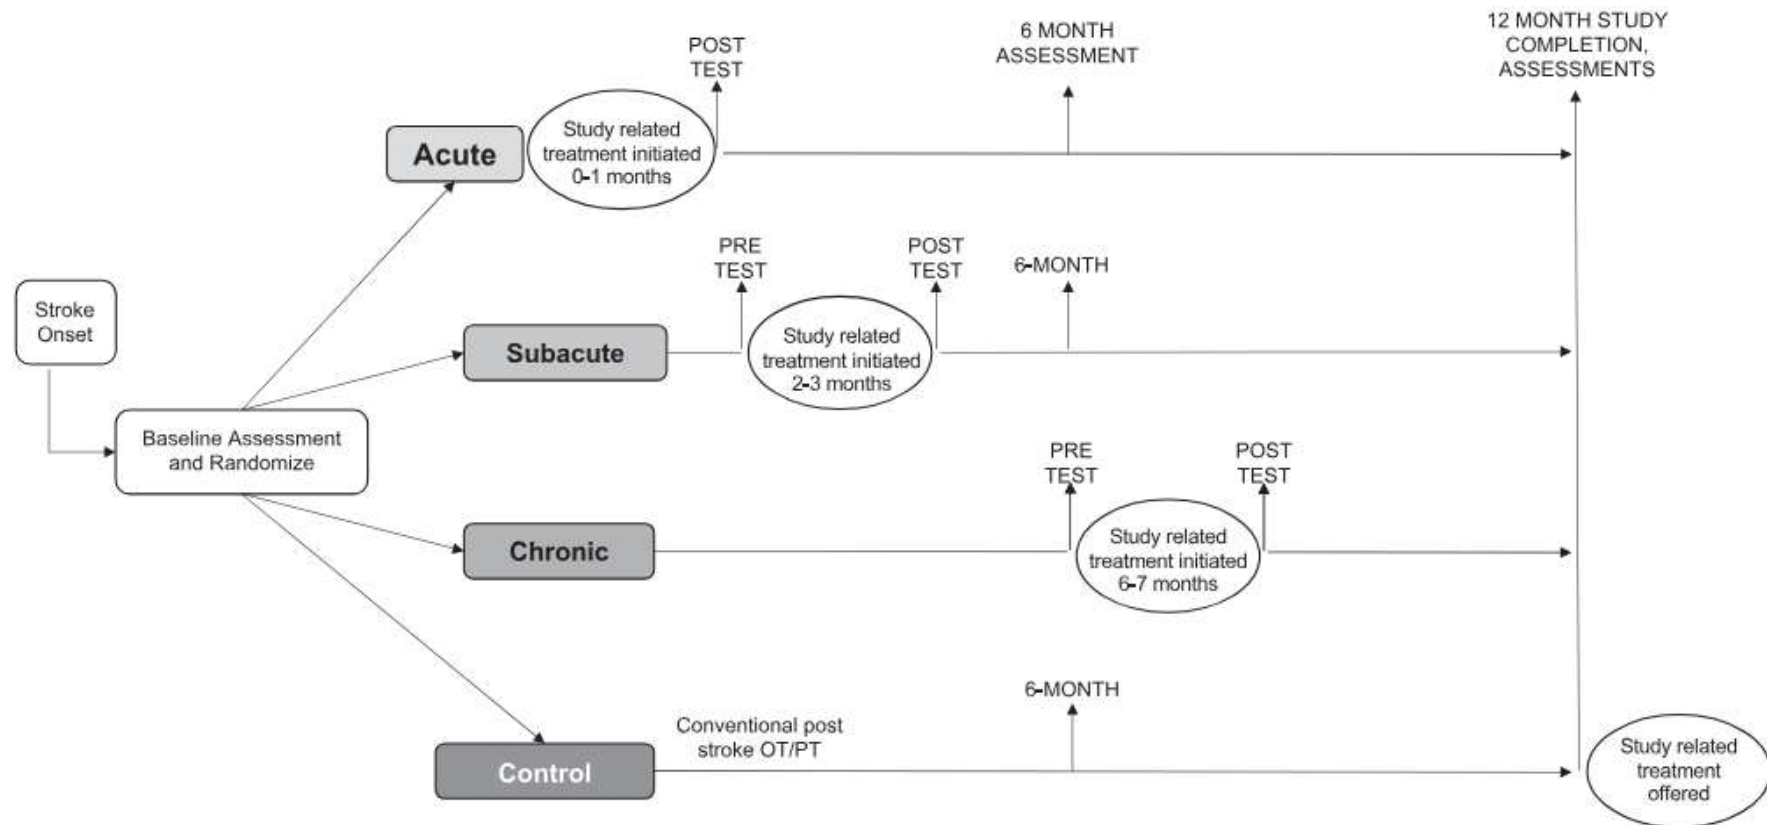 12 MONTH STUDY
COMPLETION,
ASSESSMENTS
6 MONTH
ASSESSMENT
POST
TEST
Acute
Study related
treatment initiated
0-1 months
PRE
TEST
POST
TEST
6-MONTH
Stroke
Onset
Subacute
Study related
treatment initiated
2-3 months
Baseline Assessment
and Randomize
PRE
TEST
POST
TEST
Chronic
Study related
treatment initiated
6-7 months
6-MONTH
Conventional post
stroke OT/PT
Control
Study related
treatment
offered